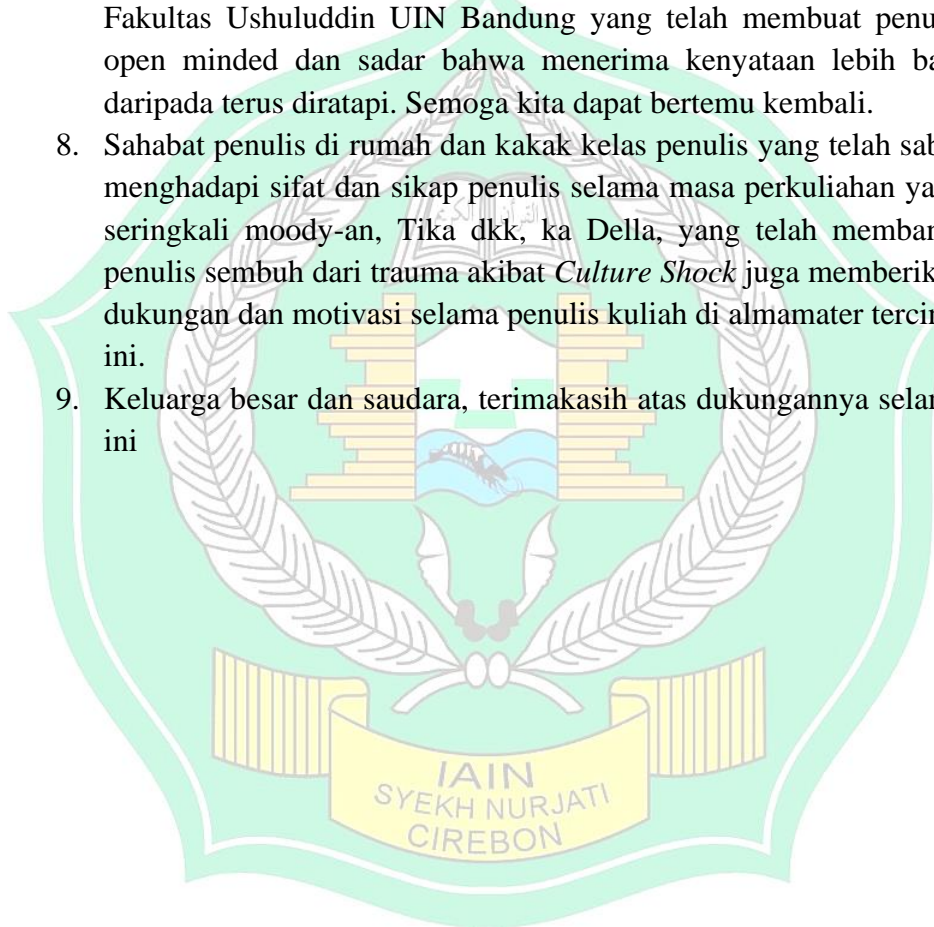 Fakultas Ushuluddin UIN Bandung yang telah membuat penu
open minded dan sadar bahwa menerima kenyataan lebih ba
daripada terus diratapi. Semoga kita dapat bertemu kembali.
8. Sahabat penulis di rumah dan kakak kelas penulis yang telah sab
menghadapi sifat dan sikap penulis selama masa perkuliahan ya
seringkali moody-an, Tika dkk, ka Della, yang telah memban
penulis sembuh dari trauma akibat Culture Shock juga memberik
dukungan dan motivasi selama penulis kuliah di almamater tercin
ini.
9. Keluarga besar dan saudara, terimakasih atas dukungannya sela
ini
IAIN
SYEKH NURJATI
CIREBON